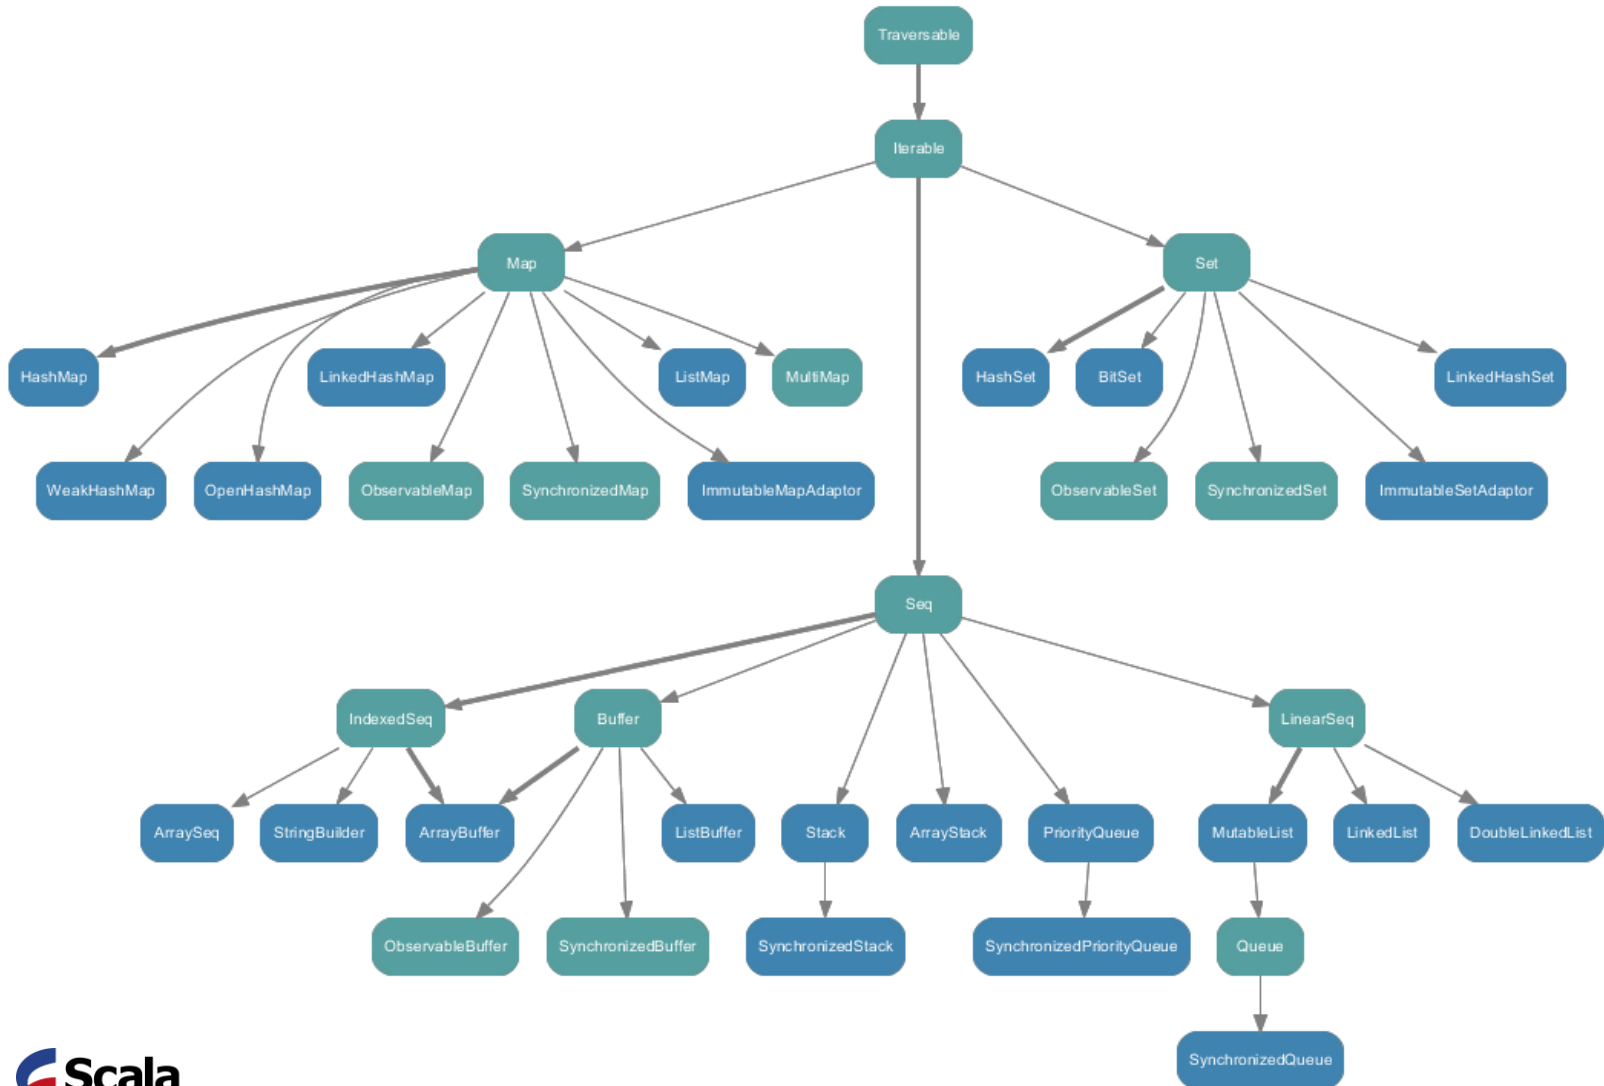 Traversable
Iterable
Map
Set
HashMap
LinkedHashMap
ListMap
MultiMap
HashSet
BitSet
LinkedHashSet
WeakHashMap
OpenHashMap
ObservableMap
SynchronizedMap
ImmutableMapAdaptor
ObservableSet
SynchronizedSet
ImmutableSetAdaptor
Seq
IndexedSeq
Buffer
LinearSeq
ArraySeq
StringBuilder
ArrayBuffer
ListBuffer
Stack
ArrayStack
PriorityQueue
MutableList
LinkedList
DoubleLinkedList
ObservableBuffer
SynchronizedBuffer
SynchronizedStack
SynchronizedPriorityQueue
Queue
SynchronizedQueue
Scala